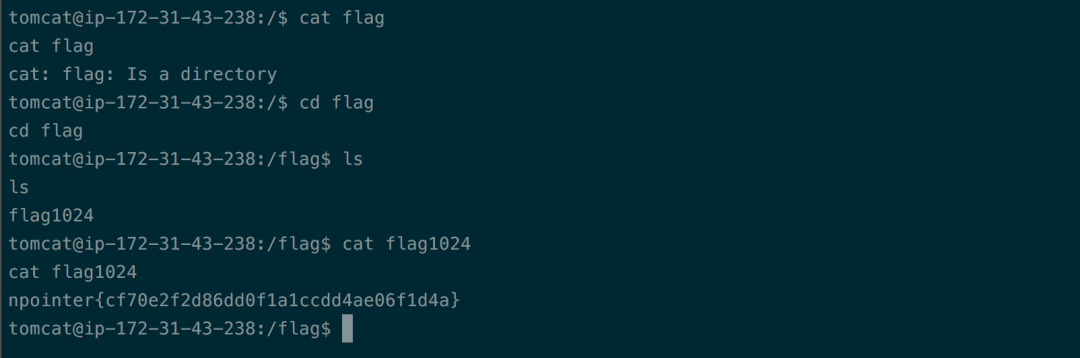 tomcat@ip-172-31-43-238:/$ cat flag
cat flag
cat: flag: Is a directory
tomcat@ip-172-31-43-238:/$ cd flag
cd flag
tomcat@ip-172-31-43-238:/flag$ ls
ls
flag1024
tomcat@ip-172-31-43-238:/flag$ cat flag1024
cat flag1024
npointer{cf70e2f2d86dd0f1a1ccdd4ae06f1d4a}
tomcat@ip-172-31-43-238:/flag$